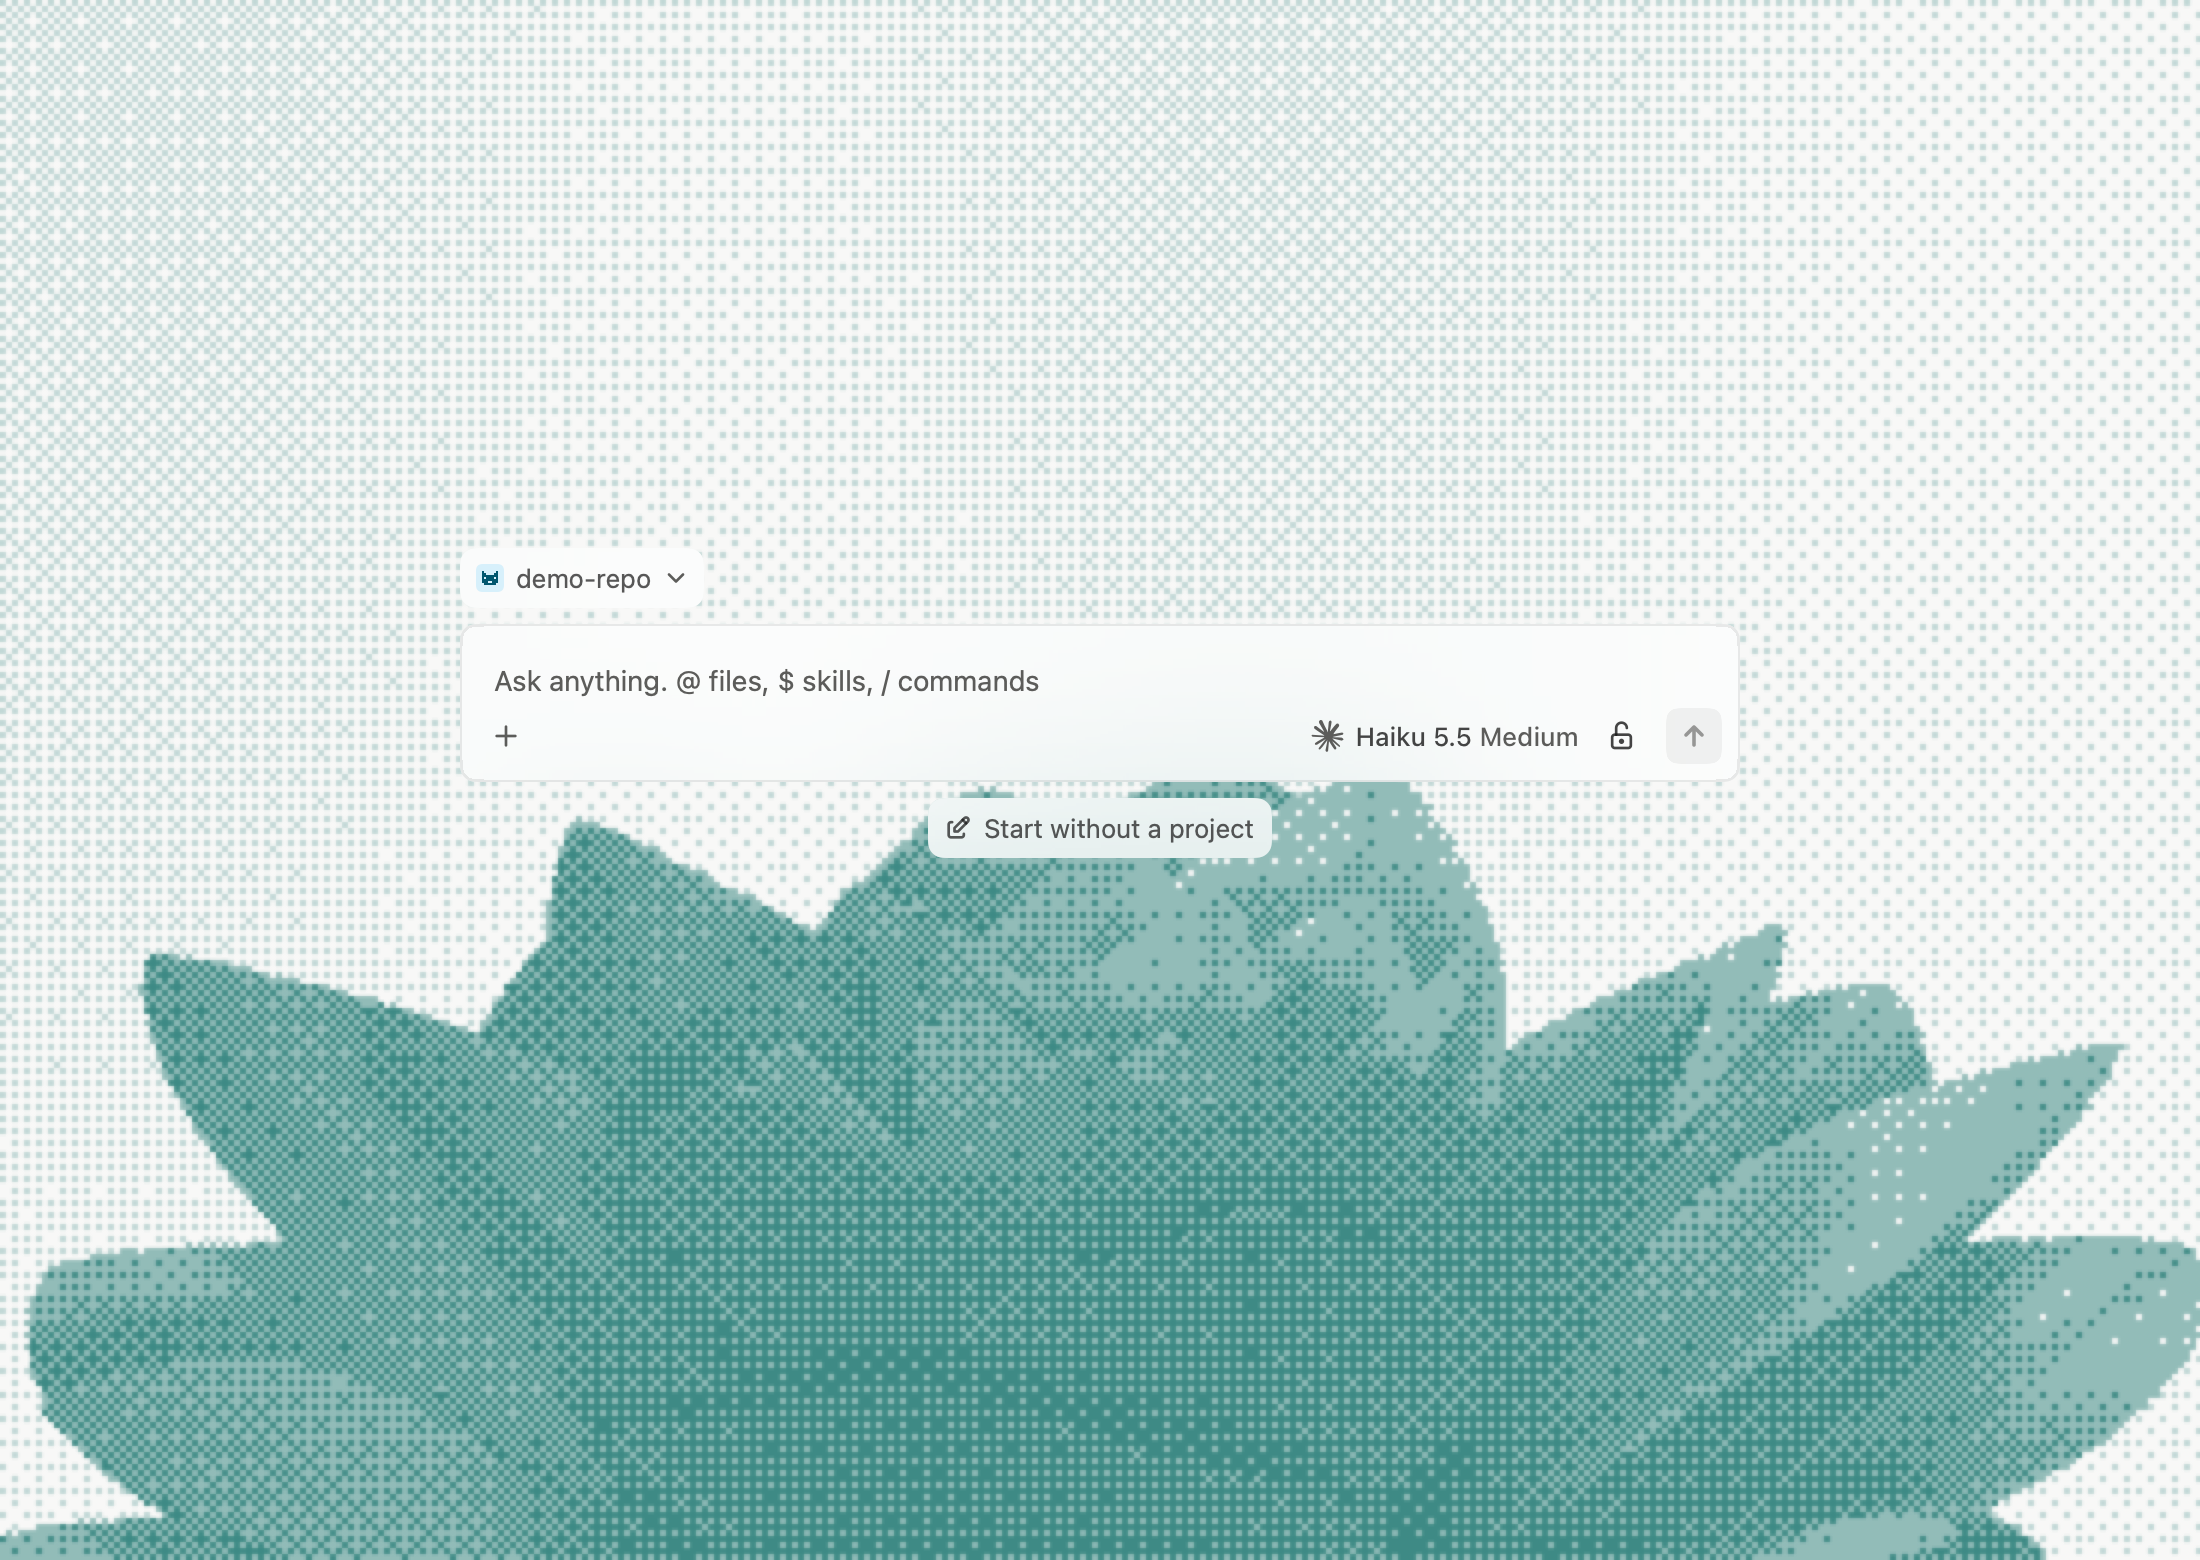 demo-repo
Ask anything. @ files, $ skills, / commands
Haiku 5.5 Medium
Start without a project